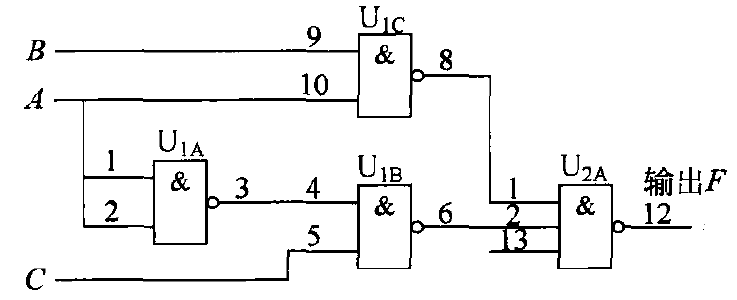 U1C
B 9 & 8
A 10
U1A
1 & 3
2
U1B
4 & 6
5
C
U2A
1 &
2
13
输出F
12